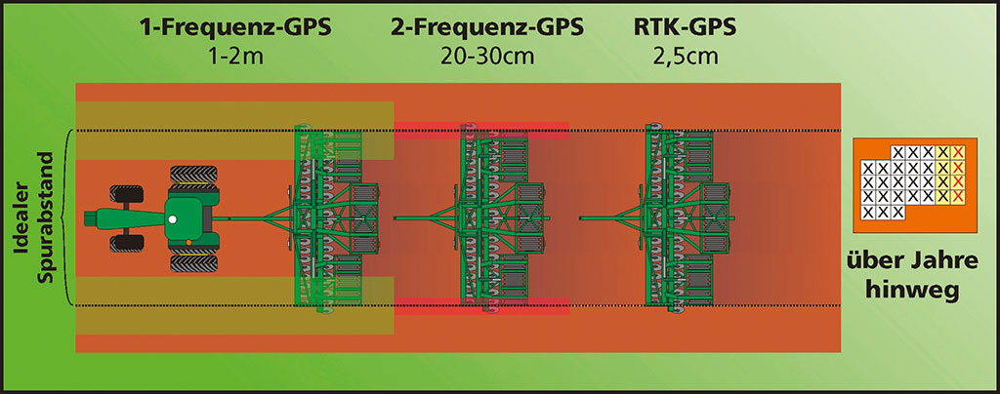 1-Frequenz-GPS
1-2m
2-Frequenz-GPS
20-30cm
RTK-GPS
2,5cm
Idealer
Spurabstand
X X X X X
X X X X X X X
X X X X X X X
X X X X X X X
X X X
über Jahre
hinweg